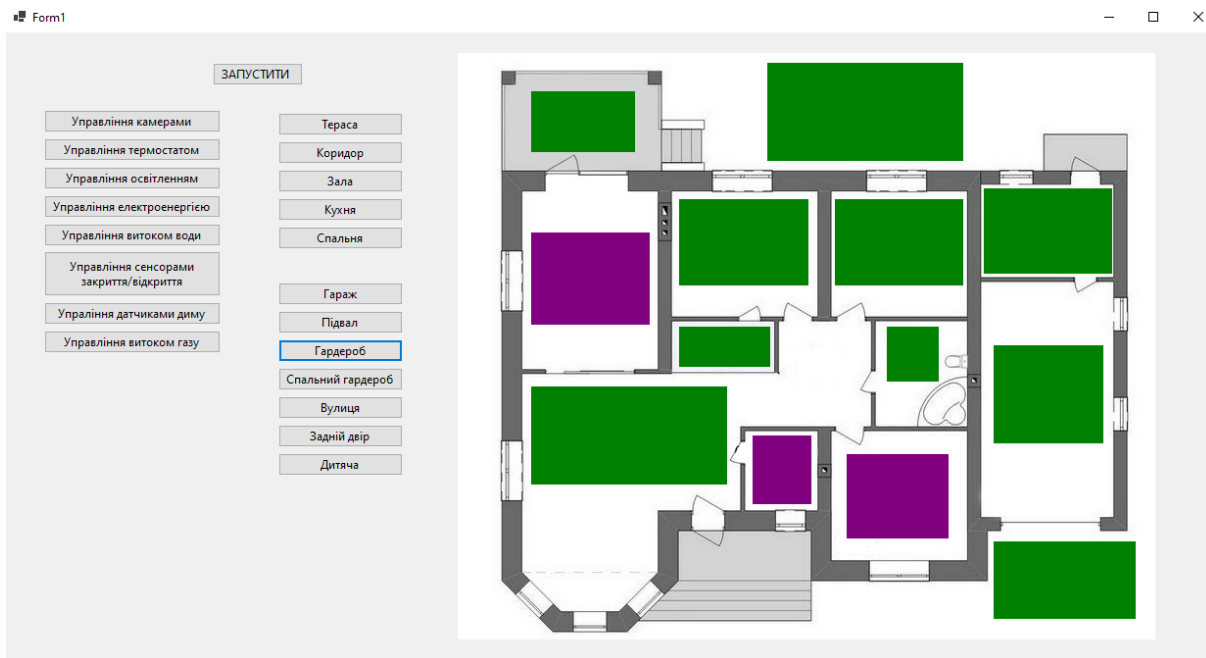 Form1
ЗАПУСТИТИ
Управління камерами
Управління термостатом
Управління освітленням
Управління електроенергією
Управління витоком води
Управління сенсорами
закриття/відкриття
Упраління датчиками диму
Управління витоком газу
Тераса
Коридор
Зала
Кухня
Спальня
Гараж
Підвал
Гардероб
Спальний гардероб
Вулиця
Задній двір
Дитяча